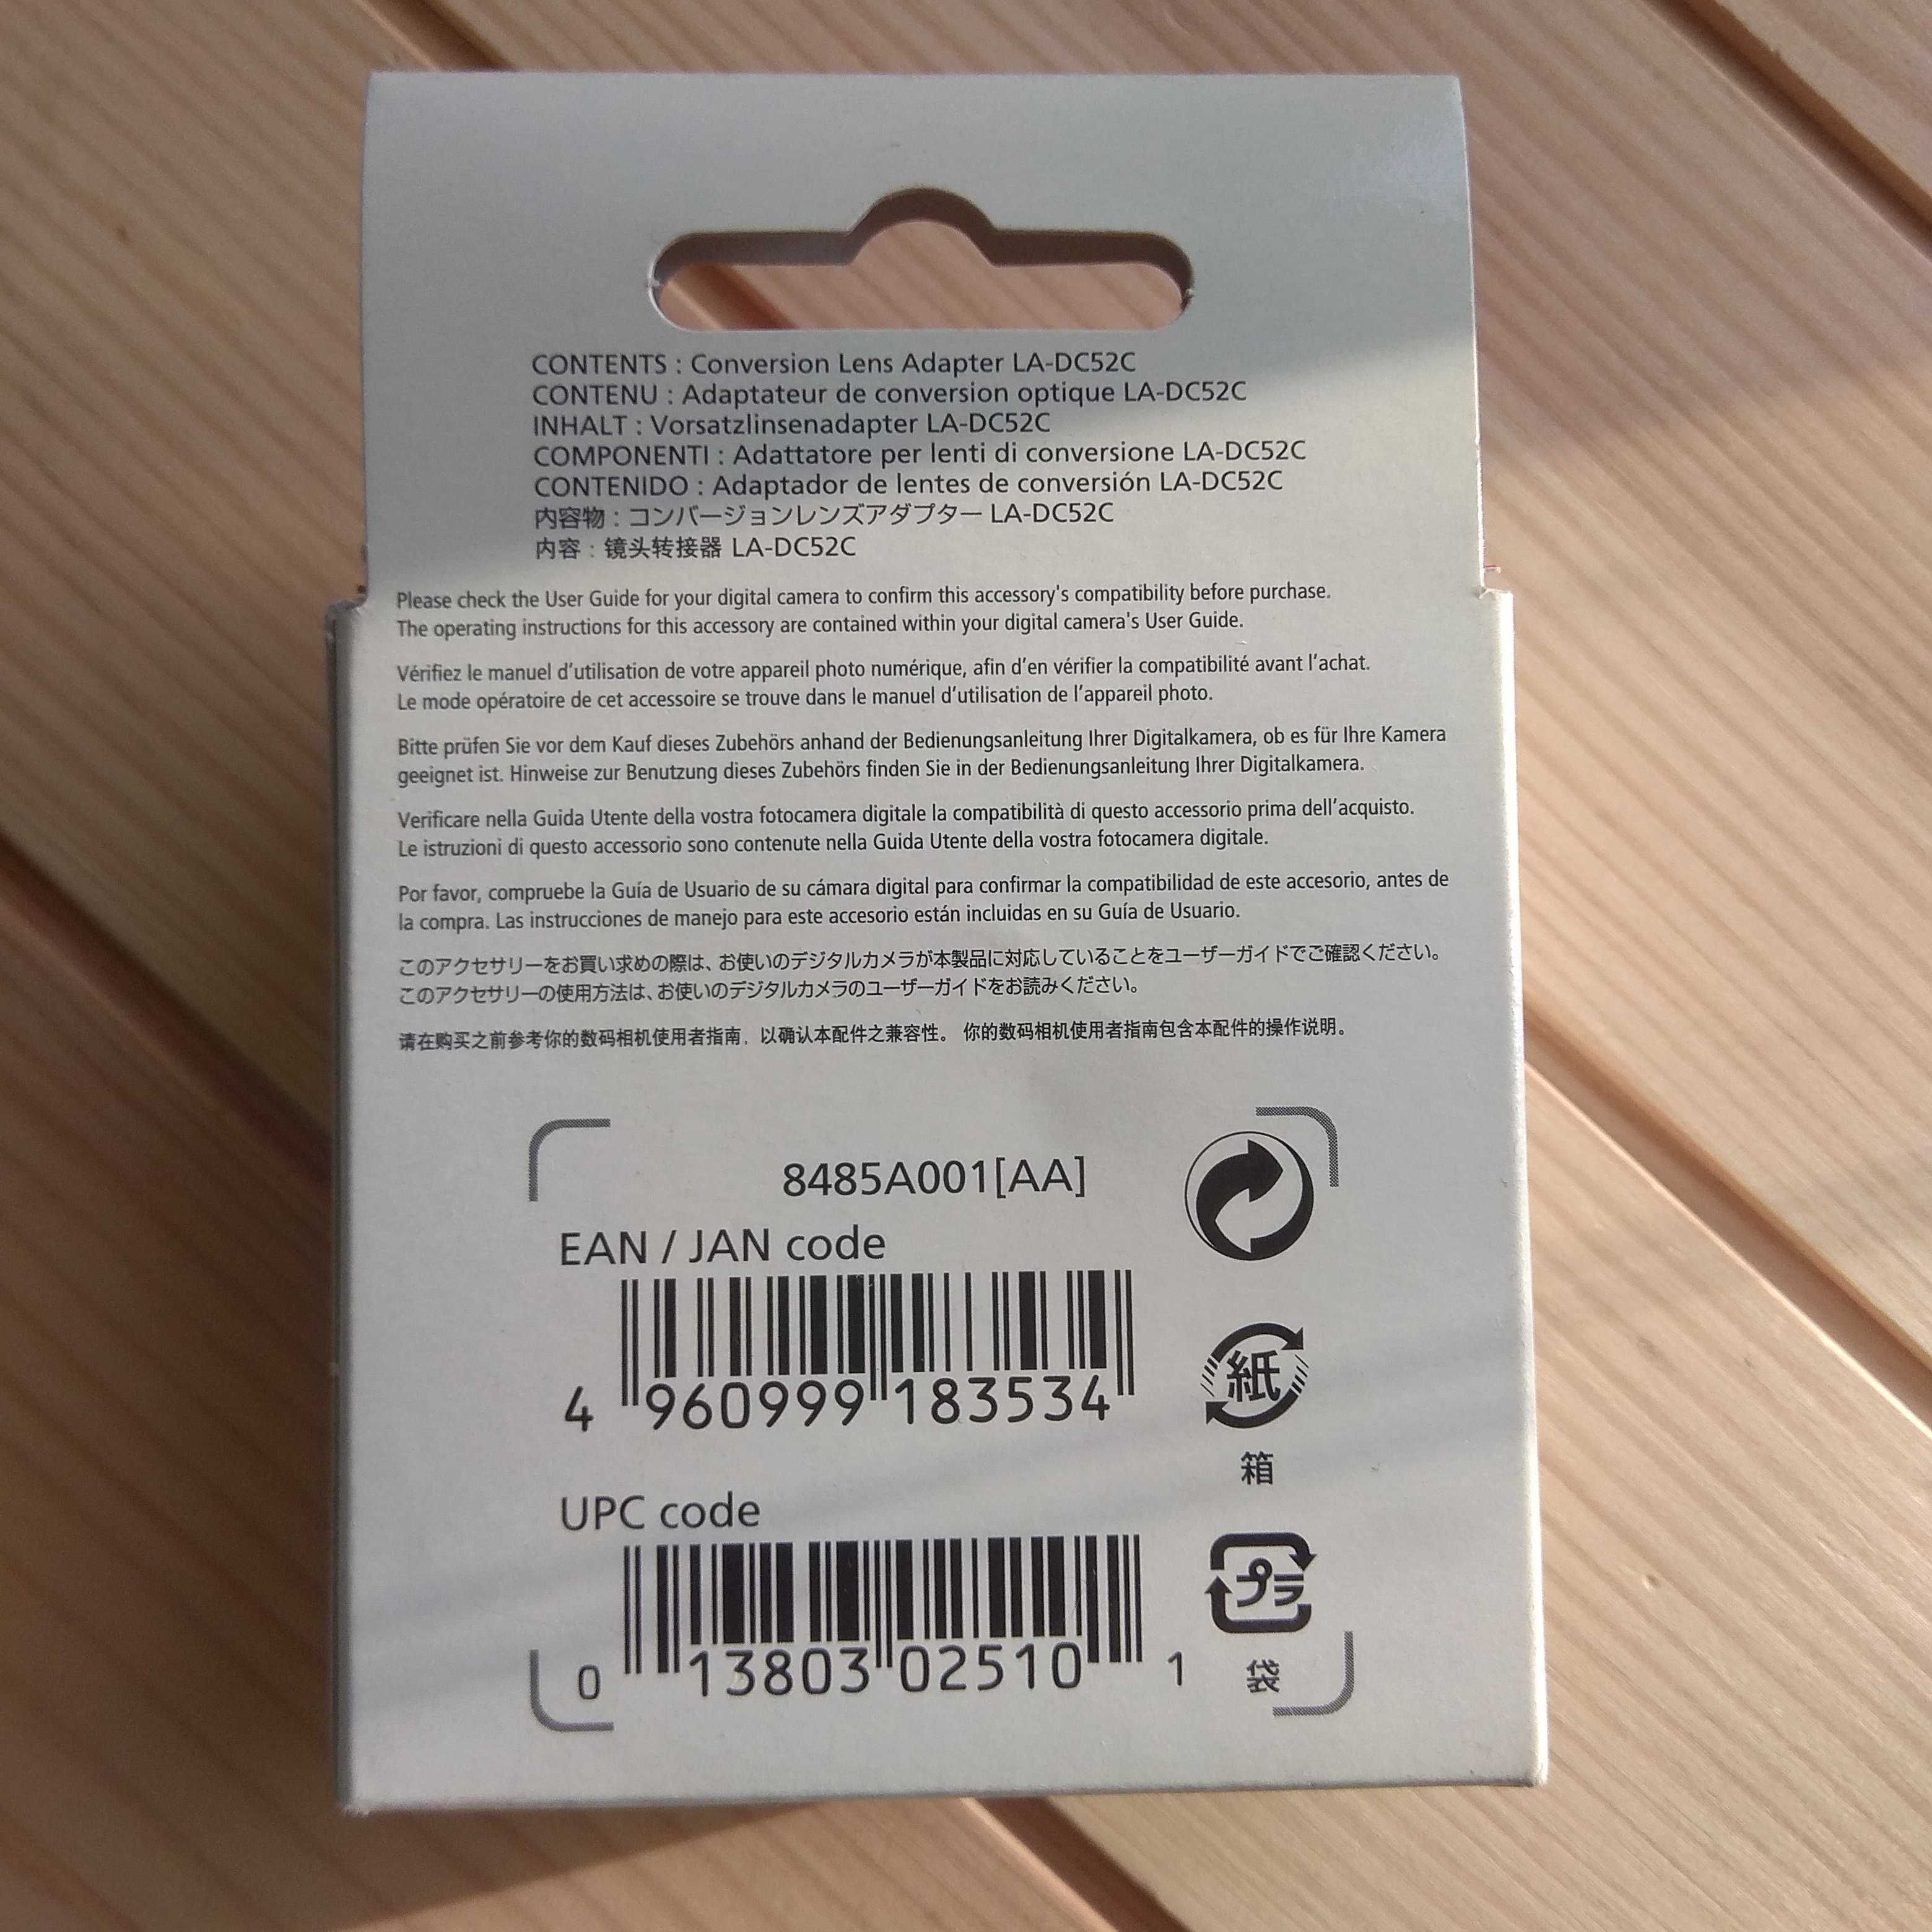 CONTENTS : Conversion Lens Adapter LA-DC52C
CONTENU : Adaptateur de conversion optique LA-DC52C
INHALT : Vorsatzlinsenadapter LA-DC52C
COMPONENTI : Adattatore per lenti di conversione LA-DC52C
CONTENIDO : Adaptador de lentes de conversión LA-DC52C
内容物 : コンバージョンレンズアダプター LA-DC52C
内容 : 镜头转接器 LA-DC52C
Please check the User Guide for your digital camera to confirm this accessory's compatibility before purchase.
The operating instructions for this accessory are contained within your digital camera's User Guide.
Vérifiez le manuel d'utilisation de votre appareil photo numérique, afin d'en vérifier la compatibilité avant l'achat.
Le mode opératoire de cet accessoire se trouve dans le manuel d'utilisation de l'appareil photo.
Bitte prüfen Sie vor dem Kauf dieses Zubehörs anhand der Bedienungsanleitung Ihrer Digitalkamera, ob es für Ihre Kamera
geeignet ist. Hinweise zur Benutzung dieses Zubehörs finden Sie in der Bedienungsanleitung Ihrer Digitalkamera.
Verificare nella Guida Utente della vostra fotocamera digitale la compatibilità di questo accessorio prima dell'acquisto.
Le istruzioni di questo accessorio sono contenute nella Guida Utente della vostra fotocamera digitale.
Por favor, compruebe la Guía de Usuario de su cámara digital para confirmar la compatibilidad de este accesorio, antes de
la compra. Las instrucciones de manejo para este accesorio están incluidas en su Guía de Usuario.
このアクセサリーをお買い求めの際は、お使いのデジタルカメラが本製品に対応していることをユーザーガイドでご確認ください。
このアクセサリーの使用方法は、お使いのデジタルカメラのユーザーガイドをお読みください。
请在购买之前参考你的数码相机使用者指南，以确认本配件之兼容性。 你的数码相机使用者指南包含本配件的操作说明。
8485A001[AA]
EAN / JAN code
4 960999 183534
紙
箱
UPC code
0 13803 02510 1
プラ
袋